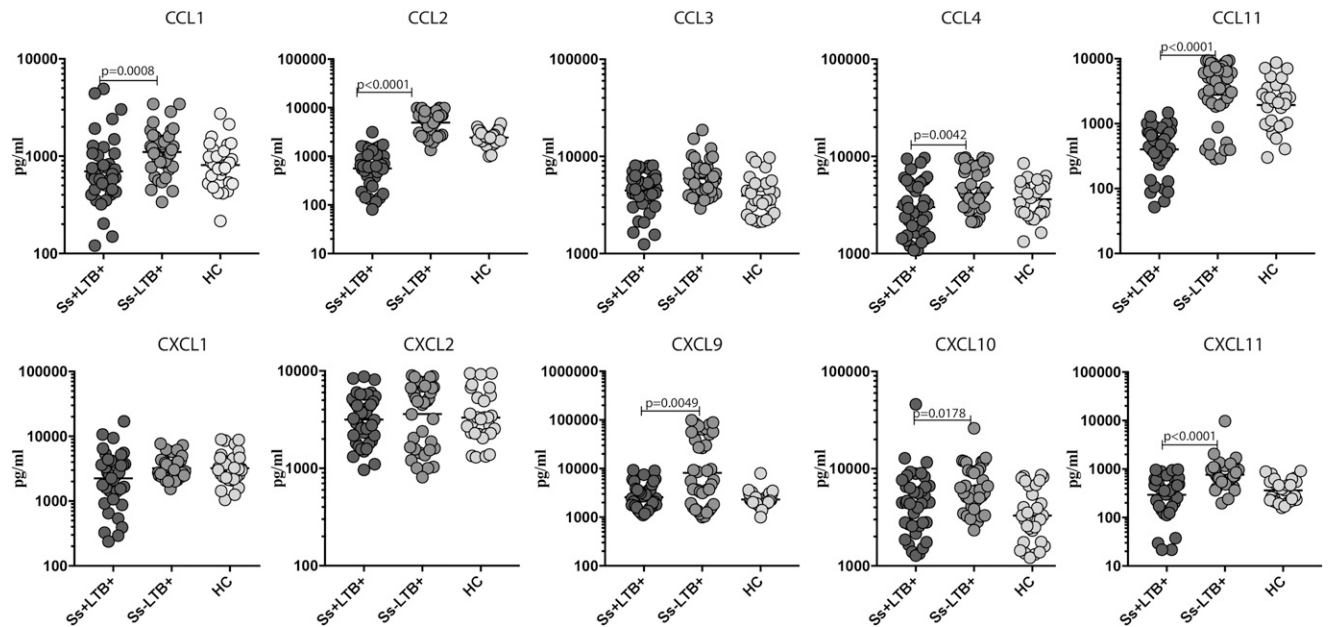 CCL1
CCL2
CCL3
CCL4
CCL11
10000
1000
100
pg/ml
p=0.0008
Ss+LTB+
Ss-LTB+
HC
100000
10000
1000
100
10
pg/ml
p<0.0001
Ss+LTB+
Ss-LTB+
HC
100000
10000
1000
pg/ml
Ss+LTB+
Ss-LTB+
HC
100000
10000
1000
pg/ml
p=0.0042
Ss+LTB+
Ss-LTB+
HC
10000
1000
100
10
pg/ml
p<0.0001
Ss+LTB+
Ss-LTB+
HC
CXCL1
CXCL2
CXCL9
CXCL10
CXCL11
100000
10000
1000
100
pg/ml
Ss+LTB+
Ss-LTB+
HC
10000
1000
100
pg/ml
Ss+LTB+
Ss-LTB+
HC
1000000
100000
10000
1000
100
pg/ml
p=0.0049
Ss+LTB+
Ss-LTB+
HC
100000
10000
1000
pg/ml
p=0.0178
Ss+LTB+
Ss-LTB+
HC
100000
10000
1000
100
10
pg/ml
p<0.0001
Ss+LTB+
Ss-LTB+
HC